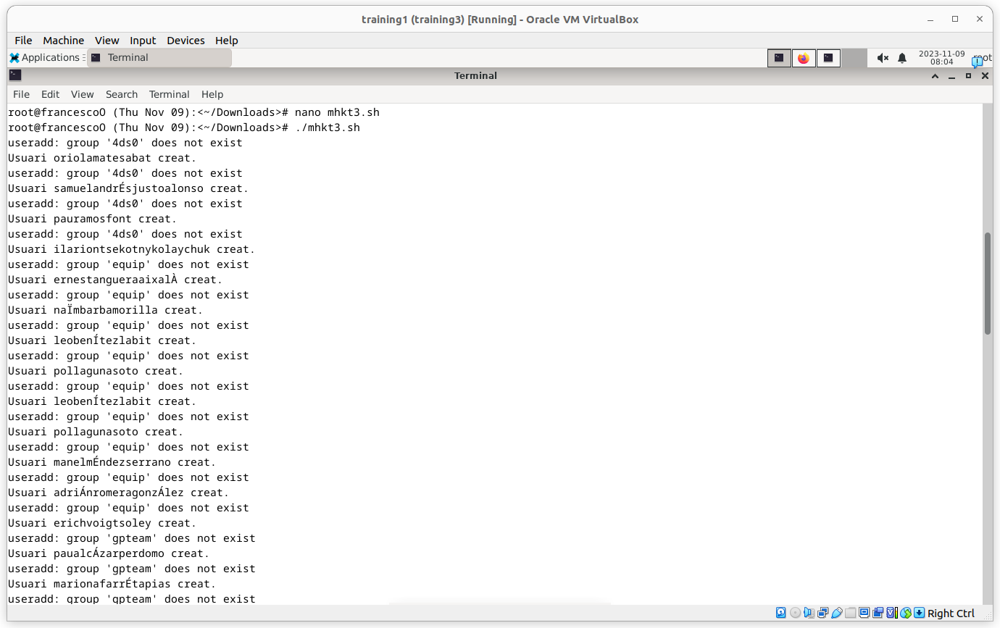 training1 (training3) [Running] - Oracle VM VirtualBox
File Machine View Input Devices Help
Applications Terminal 2023-11-09 root
08:04
Terminal
File Edit View Search Terminal Help
root@francescoO (Thu Nov 09):<~/Downloads># nano mhkt3.sh
root@francescoO (Thu Nov 09):<~/Downloads># ./mhkt3.sh
useradd: group '4ds0' does not exist
Usuari oriolamatesabat creat.
useradd: group '4ds0' does not exist
Usuari samuelandrÉsjustoalonso creat.
useradd: group '4ds0' does not exist
Usuari pauramosfont creat.
useradd: group '4ds0' does not exist
Usuari ilariontsekotnykolaychuk creat.
useradd: group 'equip' does not exist
Usuari ernestangueraaixalÀ creat.
useradd: group 'equip' does not exist
Usuari naÏmbarbamorilla creat.
useradd: group 'equip' does not exist
Usuari leobenÍtezlabit creat.
useradd: group 'equip' does not exist
Usuari pollagunasoto creat.
useradd: group 'equip' does not exist
Usuari leobenÍtezlabit creat.
useradd: group 'equip' does not exist
Usuari pollagunasoto creat.
useradd: group 'equip' does not exist
Usuari manelmÉndezserrano creat.
useradd: group 'equip' does not exist
Usuari adriÁnromeragonzÁlez creat.
useradd: group 'equip' does not exist
Usuari erichvoigtsoley creat.
useradd: group 'gpteam' does not exist
Usuari paualcÁzarperdomo creat.
useradd: group 'gpteam' does not exist
Usuari marionafarrÉtapias creat.
useradd: group 'gpteam' does not exist
Right Ctrl